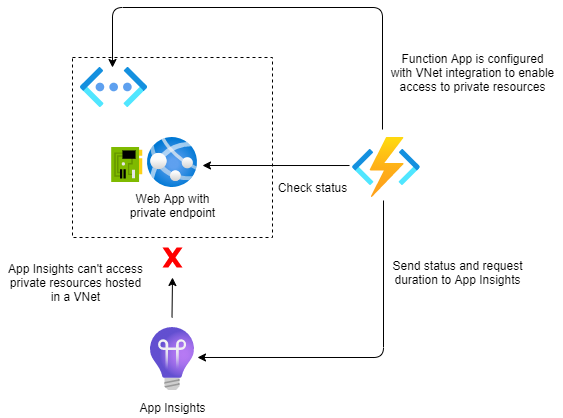 Function App is configured
with VNet integration to enable
access to private resources
Check status
Web App with
private endpoint
X
App Insights can't access
private resources hosted
in a VNet
Send status and request
duration to App Insights
App Insights